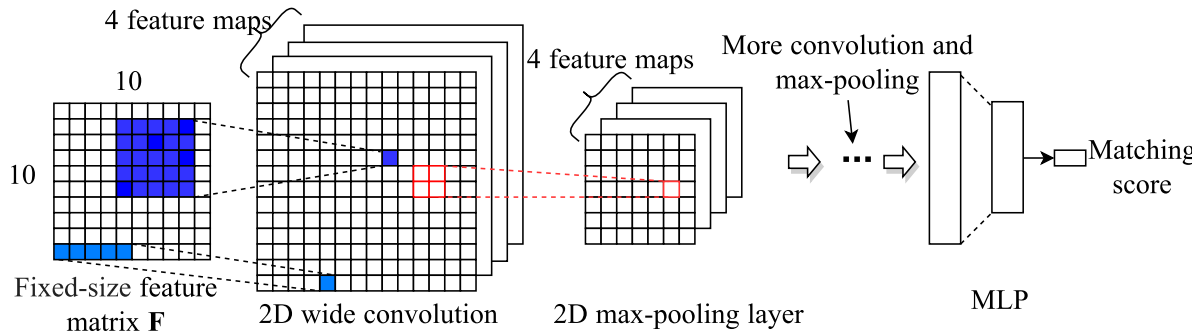 4 feature maps
10
10
Fixed-size feature
matrix F
2D wide convolution
4 feature maps
2D max-pooling layer
More convolution and
max-pooling
...
MLP
Matching
score